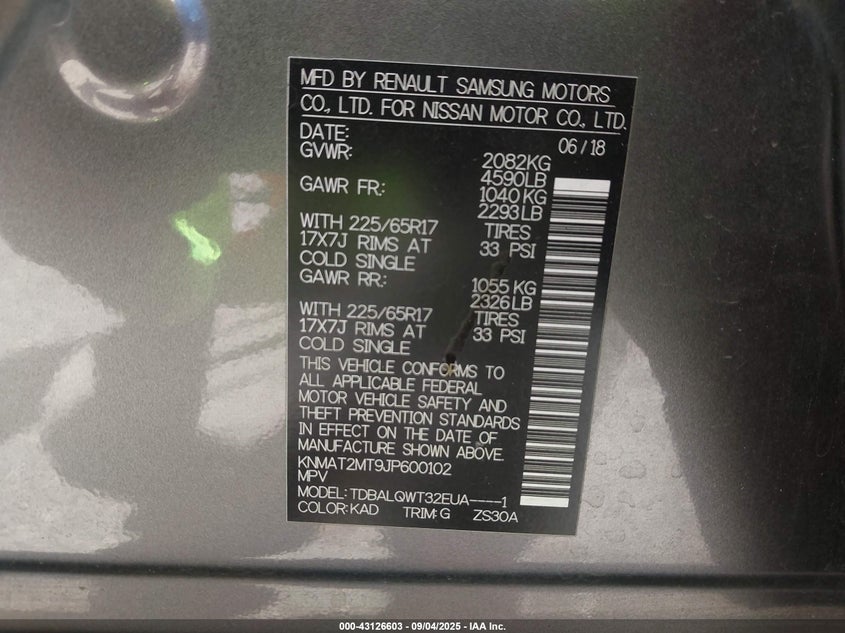 MFD BY RENAULT SAMSUNG MOTORS
CO., LTD. FOR NISSAN MOTOR CO., LTD.
DATE: 06/18
GVWR: 2082KG
4590LB
GAWR FR: 1040KG
2293LB
WITH 225/65R17 TIRES
17X7J RIMS AT 33 PSI
COLD SINGLE
GAWR RR: 1055 KG
2326LB
WITH 225/65R17 TIRES
17X7J RIMS AT 33 PSI
COLD SINGLE
THIS VEHICLE CONFORMS TO
ALL APPLICABLE FEDERAL
MOTOR VEHICLE SAFETY AND
THEFT PREVENTION STANDARDS
IN EFFECT ON THE DATE OF
MANUFACTURE SHOWN ABOVE.
KNMAT2MT9JP600102
MPV
MODEL: TDBALQWT32EUA----1
COLOR: KAD TRIM: G ZS30A
000-43126603 - 09/04/2025 - IAA Inc.